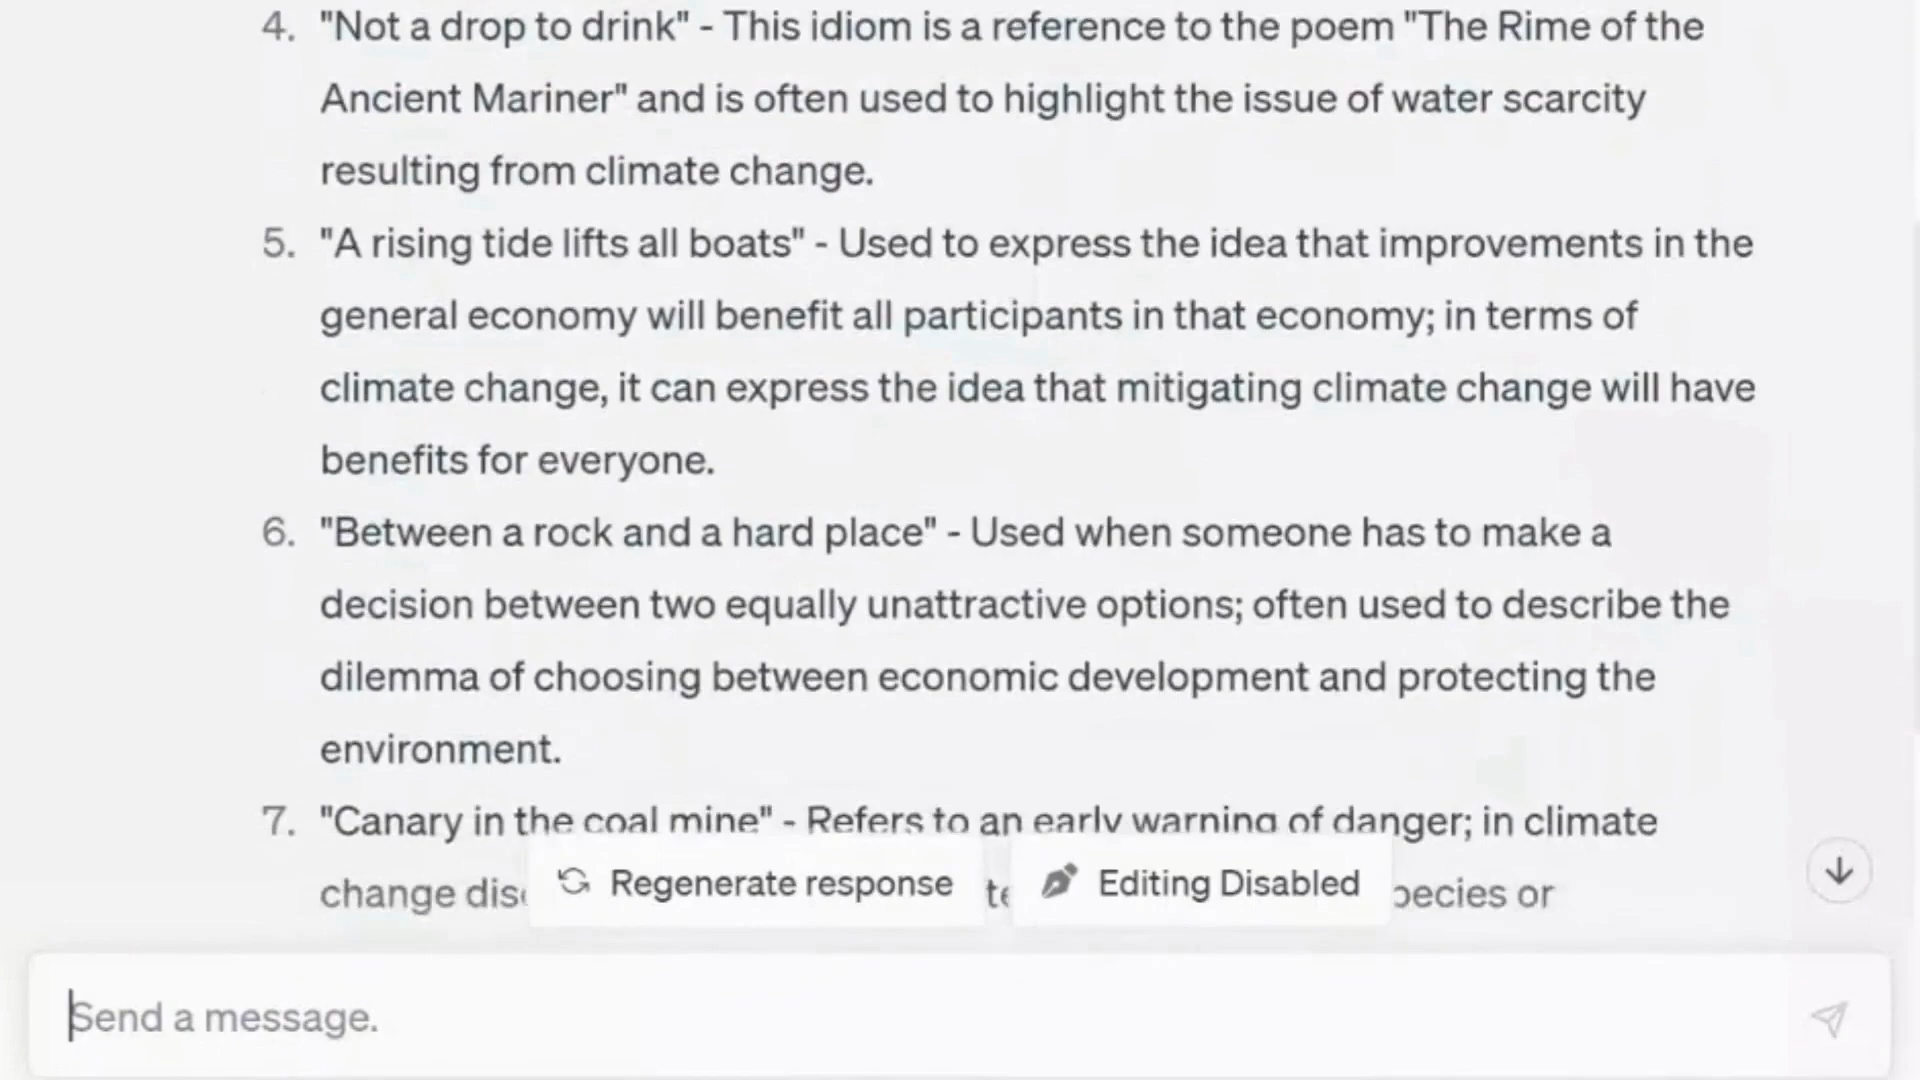 4. "Not a drop to drink" - This idiom is a reference to the poem "The Rime of the
Ancient Mariner" and is often used to highlight the issue of water scarcity
resulting from climate change.
5. "A rising tide lifts all boats" - Used to express the idea that improvements in the
general economy will benefit all participants in that economy; in terms of
climate change, it can express the idea that mitigating climate change will have
benefits for everyone.
6. "Between a rock and a hard place" - Used when someone has to make a
decision between two equally unattractive options; often used to describe the
dilemma of choosing between economic development and protecting the
environment.
7. "Canary in the coal mine" - Refers to an early warning of danger; in climate
change or
Regenerate response
Editing Disabled
Send a message.